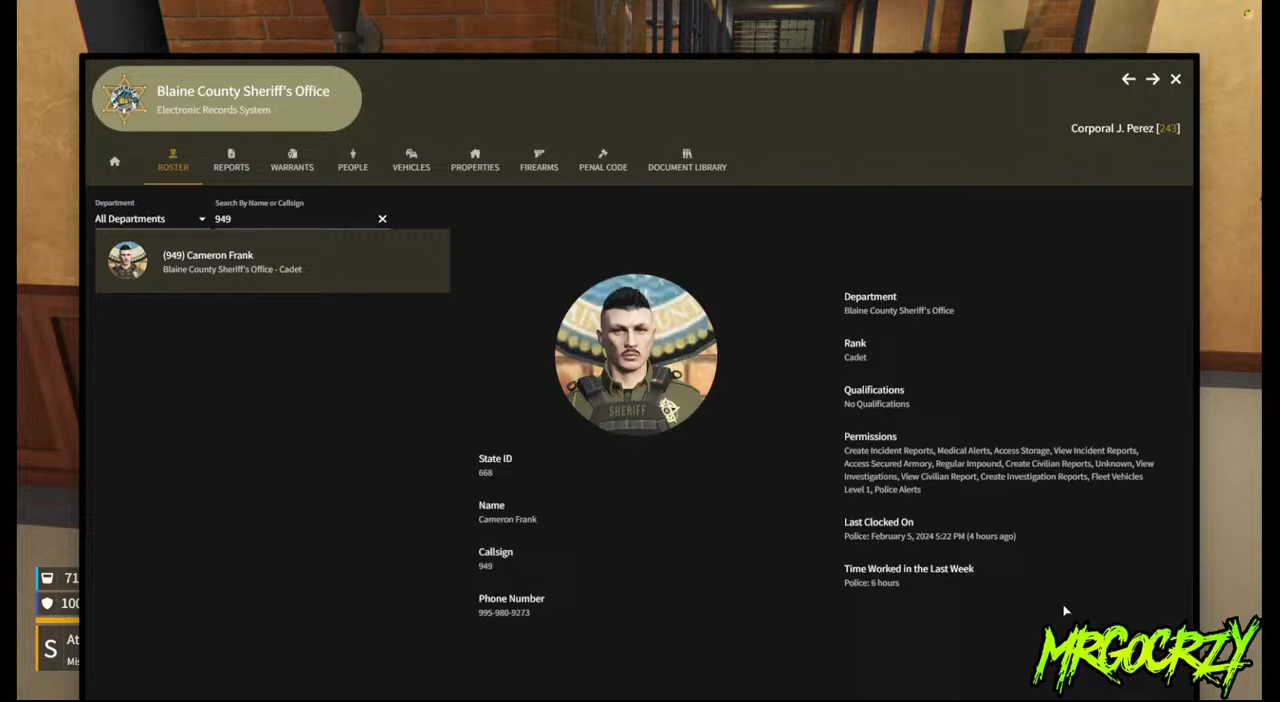 Blaine County Sheriff's Office
Electronic Records System
Corporal J. Perez [243]
ROSTER
REPORTS
WARRANTS
PEOPLE
VEHICLES
PROPERTIES
FIREARMS
PENAL CODE
DOCUMENT LIBRARY
Department
All Departments
Search By Name or Callsign
949
(949) Cameron Frank
Blaine County Sheriff's Office - Cadet
SHERIFF
State ID
668
Name
Cameron Frank
Callsign
949
Phone Number
995-980-9273
Department
Blaine County Sheriff's Office
Rank
Cadet
Qualifications
No Qualifications
Permissions
Create Incident Reports, Medical Alerts, Access Storage, View Incident Reports,
Access Secured Armory, Regular Impound, Create Civilian Reports, Unknown, View
Investigations, View Civilian Report, Create Investigation Reports, Fleet Vehicles
Level 1, Police Alerts
Last Clocked On
Police: February 5, 2024 5:22 PM (4 hours ago)
Time Worked in the Last Week
Police: 6 hours
71
100
S
At
Mis
MRGOCRZY